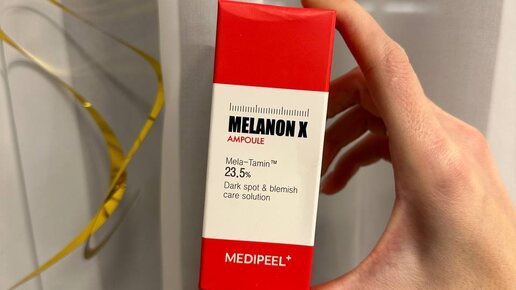 MELANON X
AMPOULE
Mela-Tamin™
23.5%
Dark spot & blemish
care solution
MEDIPEEL+